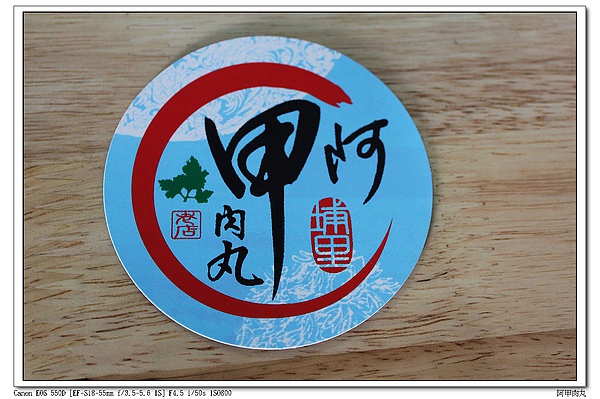 阿甲
肉丸
埔里
老店
Canon EOS 550D [EF-S18-55mm f/3.5-5.6 IS] F4.5 1/50s ISO800
阿甲肉丸